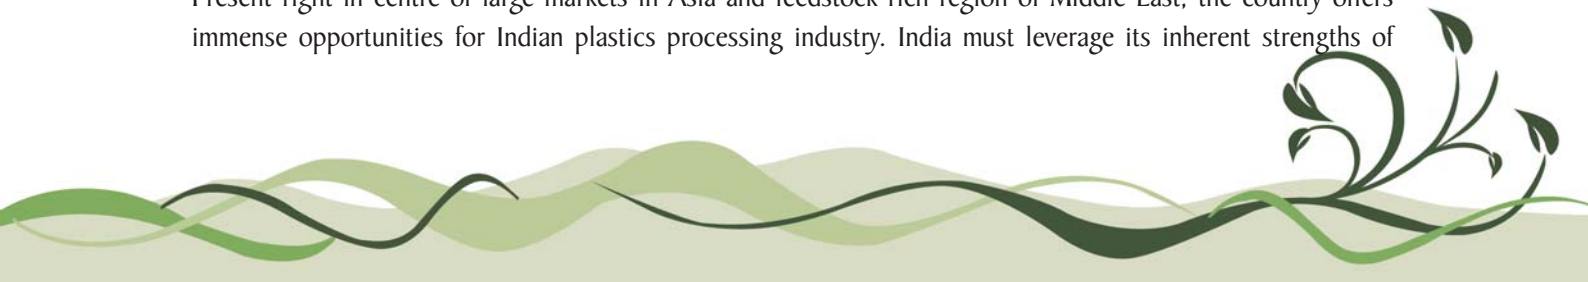 Present right in centre of large markets in Asia and feedstock rich region of Middle East, the country offers
immense opportunities for Indian plastics processing industry. India must leverage its inherent strengths of